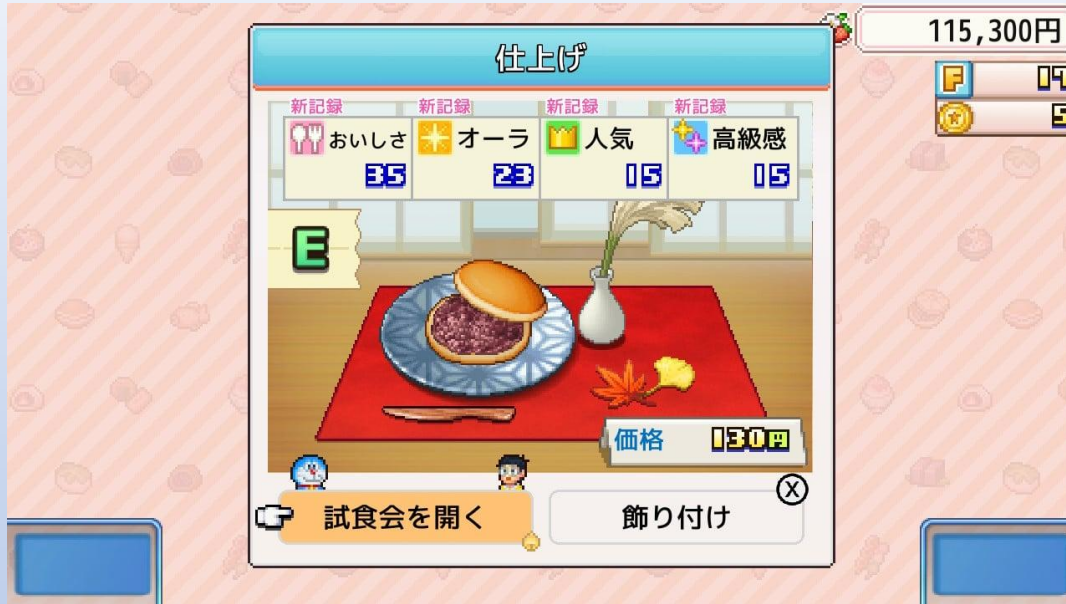 仕上げ
115,300円
F
新記録 新記録 新記録 新記録
おいしさ オーラ 人気 高級感
35 23 15 15
E
価格 130円
X
試食会を開く 飾り付け